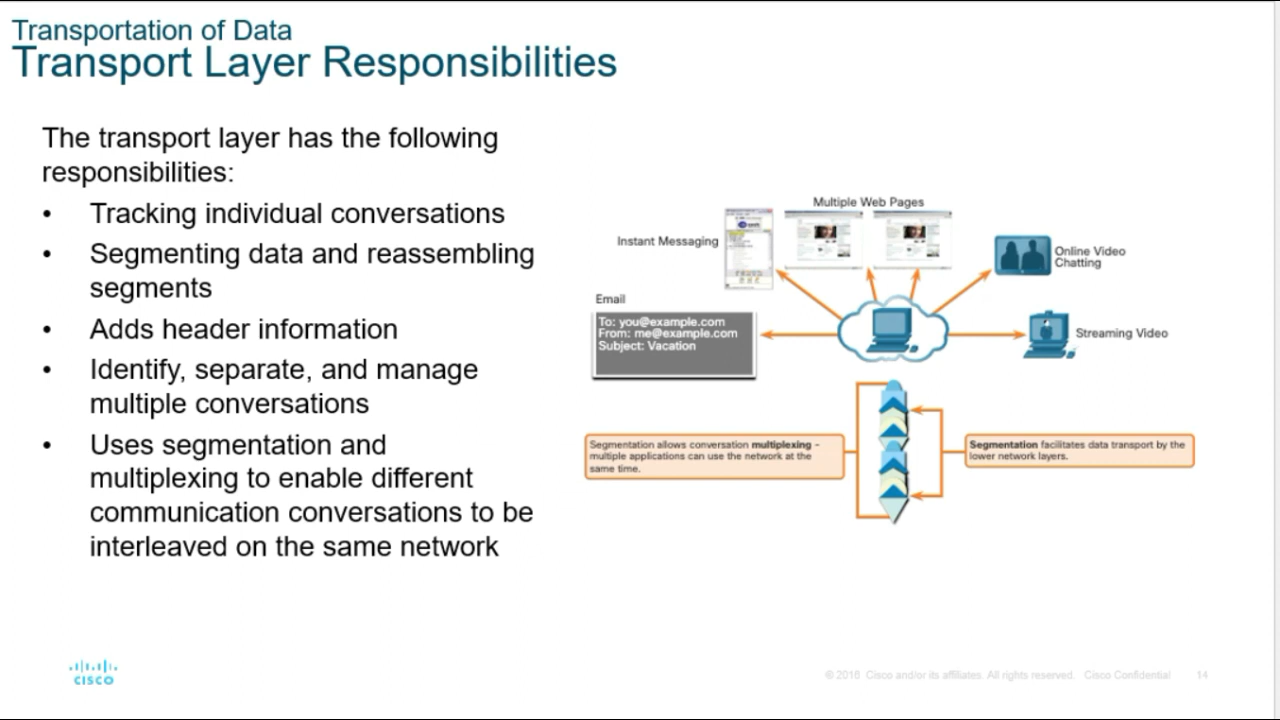 Transportation of Data
Transport Layer Responsibilities
The transport layer has the following
responsibilities:
• Tracking individual conversations
• Segmenting data and reassembling
segments
• Adds header information
• Identify, separate, and manage
multiple conversations
• Uses segmentation and
multiplexing to enable different
communication conversations to be
interleaved on the same network
Multiple Web Pages
Instant Messaging
Online Video
Chatting
Email
To: you@example.com
From: me@example.com
Subject: Vacation
Streaming Video
Segmentation allows conversation multiplexing -
multiple applications can use the network at the
same time.
Segmentation facilitates data transport by the
lower network layers.
CISCO
© 2016 Cisco and/or its affiliates. All rights reserved. Cisco Confidential
14